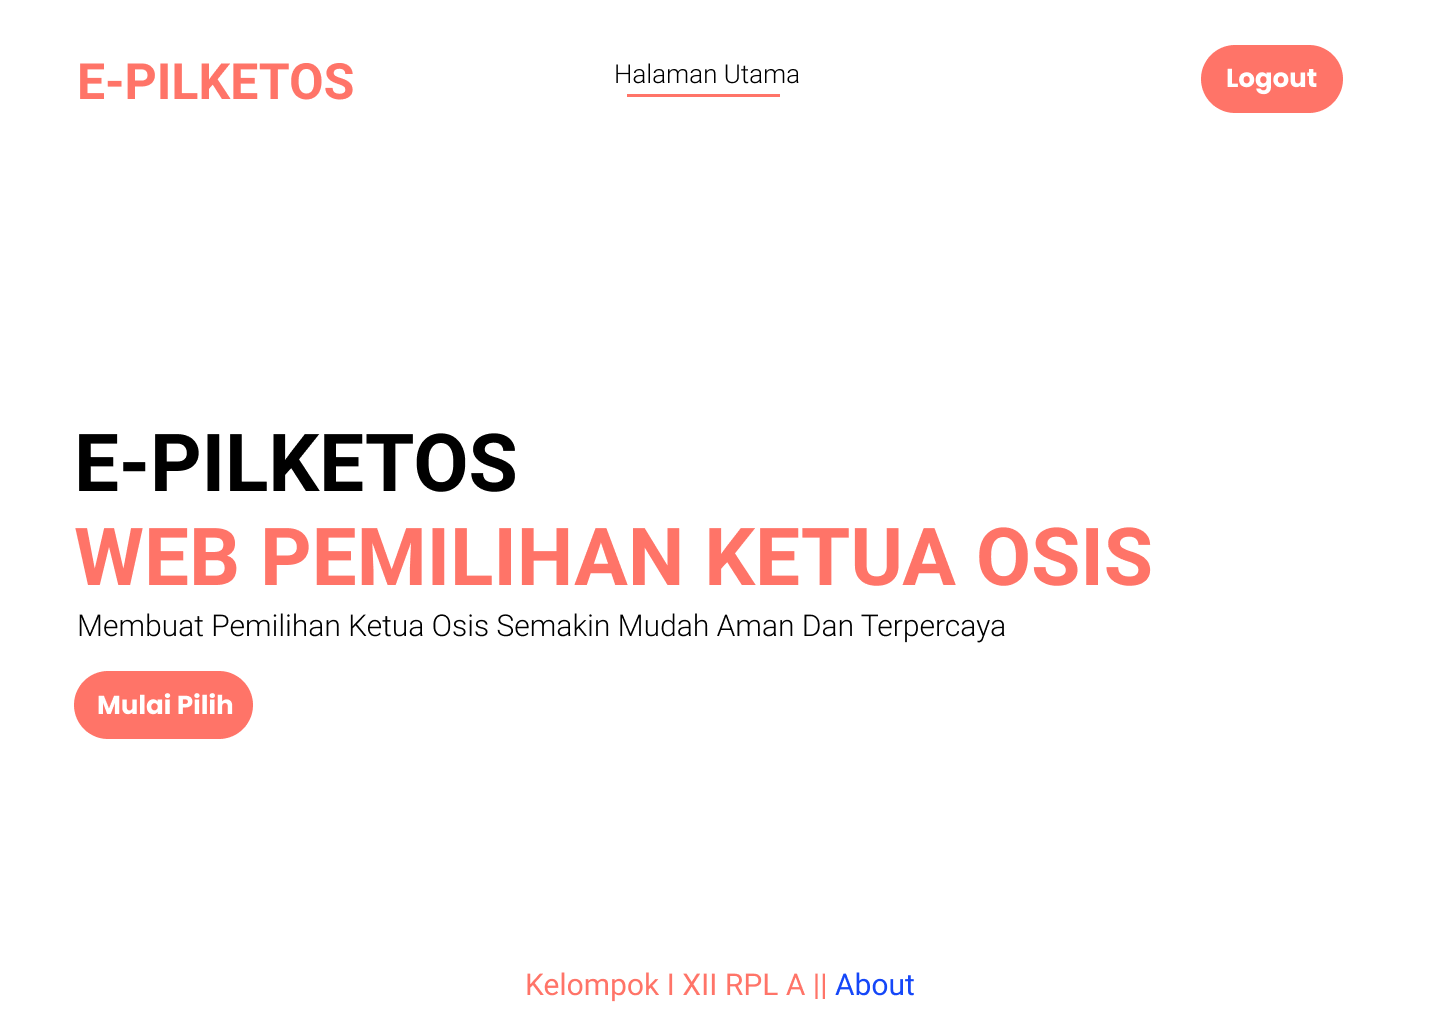 E-PILKETOS
Halaman Utama
Logout
E-PILKETOS
WEB PEMILIHAN KETUA OSIS
Membuat Pemilihan Ketua Osis Semakin Mudah Aman Dan Terpercaya
Mulai Pilih
Kelompok I XII RPL A || About